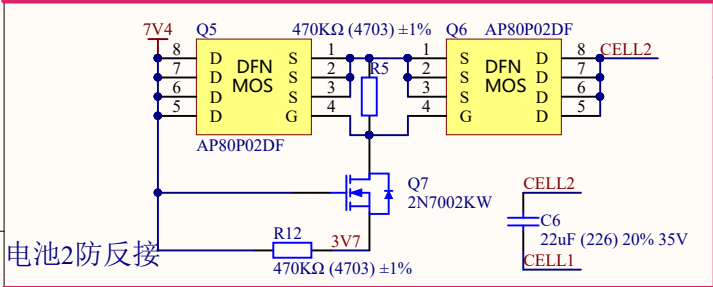 7V4
Q5
470KΩ (4703) ±1%
Q6
AP80P02DF
8 D S 1
7 D S 2
6 D S 3
5 D G 4
DFN
MOS
AP80P02DF
R5
1 S D 8
2 S D 7
3 S D 6
4 G D 5
DFN
MOS
CELL2
Q7
2N7002KW
R12
3V7
470KΩ (4703) ±1%
电池2防反接
CELL2
C6
22uF (226) 20% 35V
CELL1